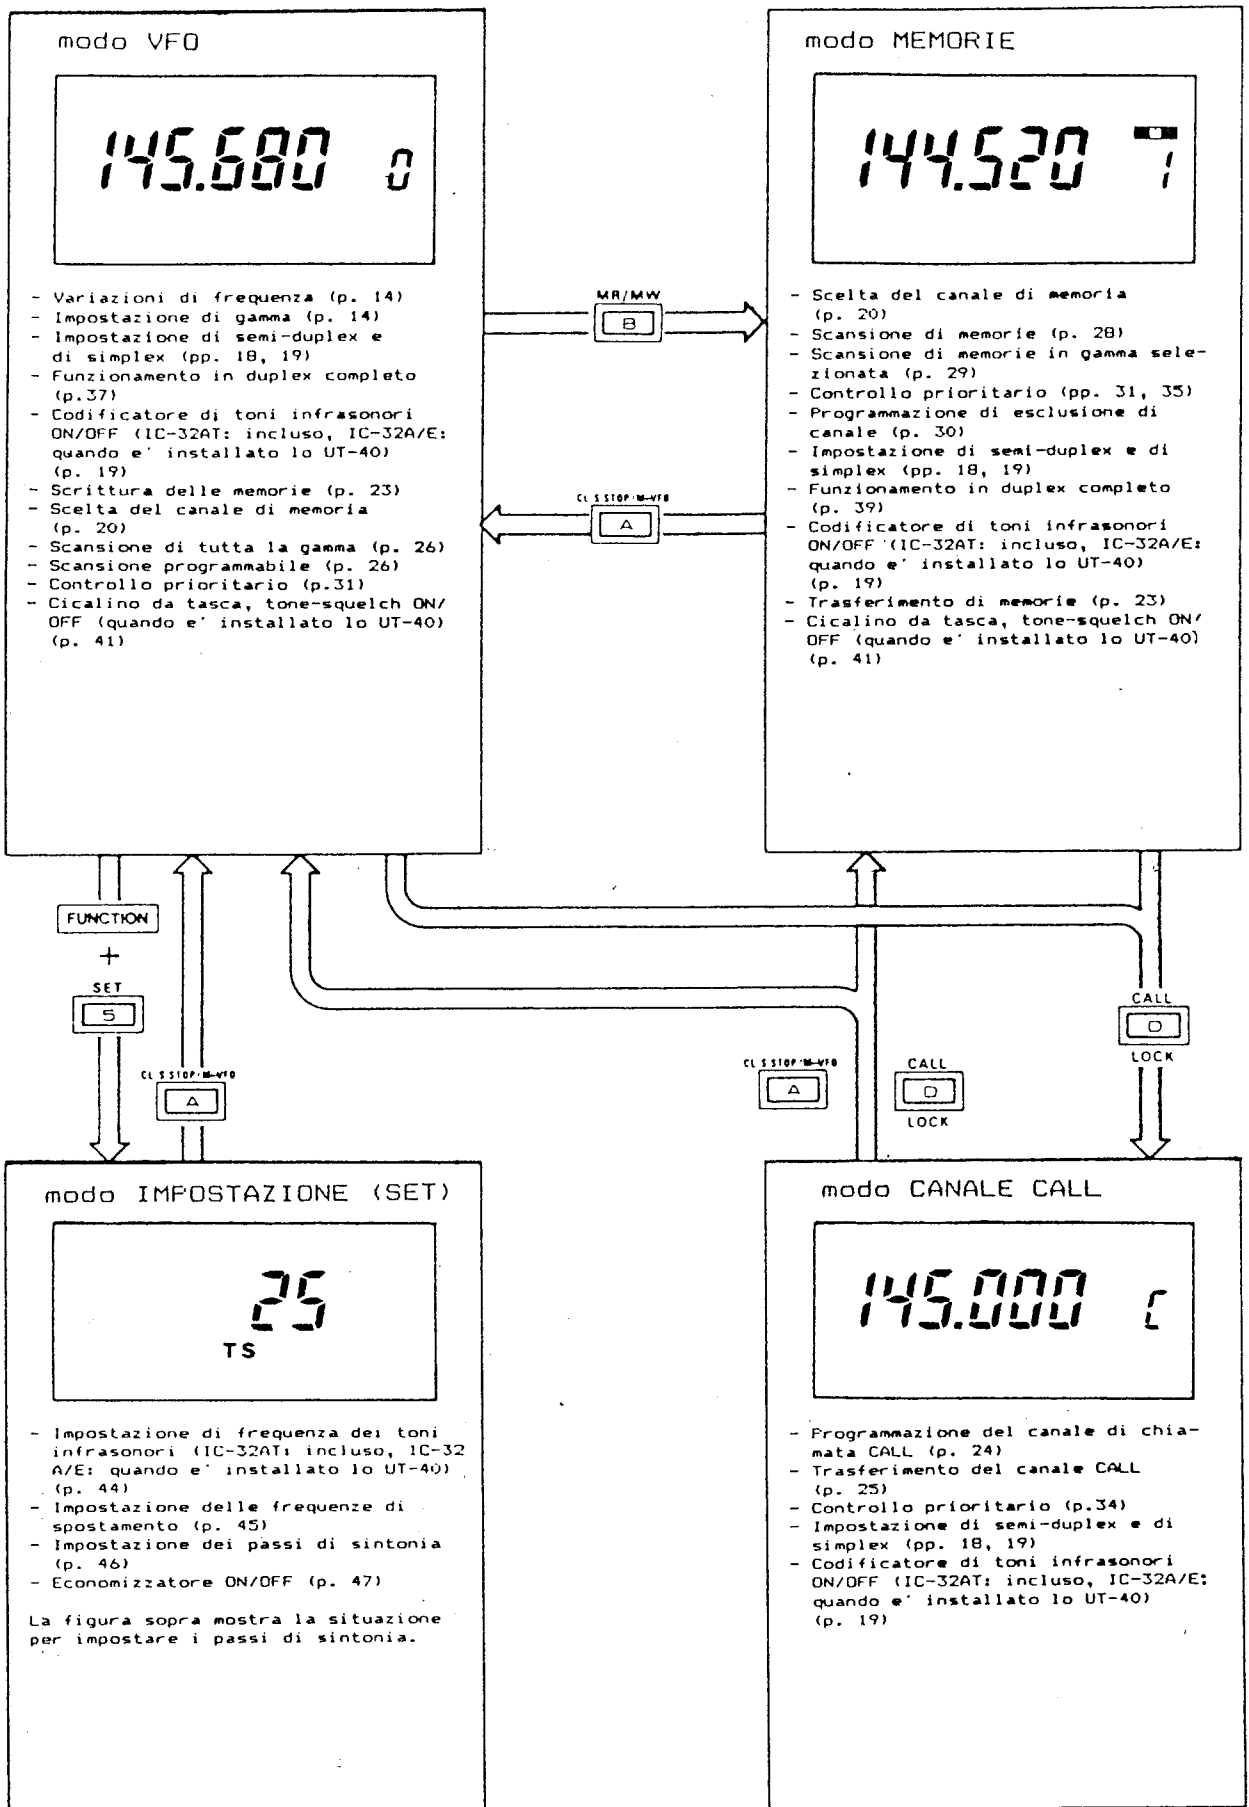 modo VFO
145.680 0
- Variazioni di frequenza (p. 14)
- Impostazione di gamma (p. 14)
- Impostazione di semi-duplex e
di simplex (pp. 18, 19)
- Funzionamento in duplex completo
(p.37)
- Codificatore di toni infrasonori
ON/OFF (IC-32AT: incluso, IC-32A/E:
quando e' installato lo UT-40)
(p. 19)
- Scrittura delle memorie (p. 23)
- Scelta del canale di memoria
(p. 20)
- Scansione di tutta la gamma (p. 26)
- Scansione programmabile (p. 26)
- Controllo prioritario (p.31)
- Cicalino da tasca, tone-squelch ON/
OFF (quando e' installato lo UT-40)
(p. 41)
MR/MW
B
CL S STOP·M-VFO
A
modo MEMORIE
144.520 1
- Scelta del canale di memoria
(p. 20)
- Scansione di memorie (p. 28)
- Scansione di memorie in gamma sele-
zionata (p. 29)
- Controllo prioritario (pp. 31, 35)
- Programmazione di esclusione di
canale (p. 30)
- Impostazione di semi-duplex e di
simplex (pp. 18, 19)
- Funzionamento in duplex completo
(p. 39)
- Codificatore di toni infrasonori
ON/OFF (IC-32AT: incluso, IC-32A/E:
quando e' installato lo UT-40)
(p. 19)
- Trasferimento di memorie (p. 23)
- Cicalino da tasca, tone-squelch ON/
OFF (quando e' installato lo UT-40)
(p. 41)
FUNCTION
+
SET
5
CL S STOP·M-VFO
A
CL S STOP·M-VFO
A
CALL
D
LOCK
CALL
D
LOCK
modo IMPOSTAZIONE (SET)
25
TS
- Impostazione di frequenza dei toni
infrasonori (IC-32AT: incluso, IC-32
A/E: quando e' installato lo UT-40)
(p. 44)
- Impostazione delle frequenze di
spostamento (p. 45)
- Impostazione dei passi di sintonia
(p. 46)
- Economizzatore ON/OFF (p. 47)
La figura sopra mostra la situazione
per impostare i passi di sintonia.
modo CANALE CALL
145.000 C
- Programmazione del canale di chia-
mata CALL (p. 24)
- Trasferimento del canale CALL
(p. 25)
- Controllo prioritario (p.34)
- Impostazione di semi-duplex e di
simplex (pp. 18, 19)
- Codificatore di toni infrasonori
ON/OFF (IC-32AT: incluso, IC-32A/E:
quando e' installato lo UT-40)
(p. 19)